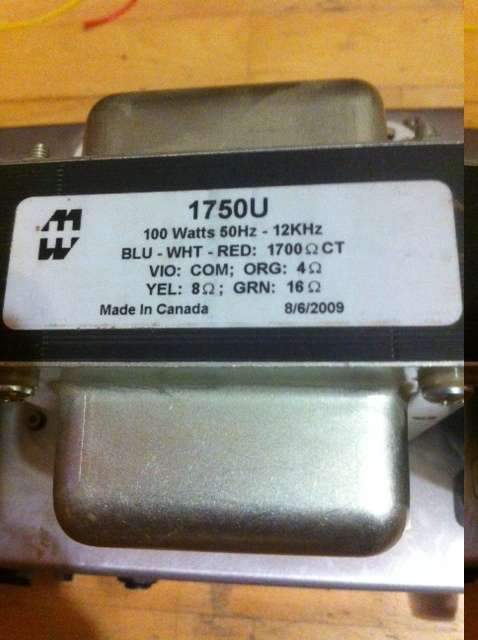 1750U
100 Watts 50Hz - 12KHz
BLU - WHT - RED: 1700Ω CT
VIO: COM; ORG: 4Ω
YEL: 8Ω; GRN: 16Ω
Made In Canada 8/6/2009